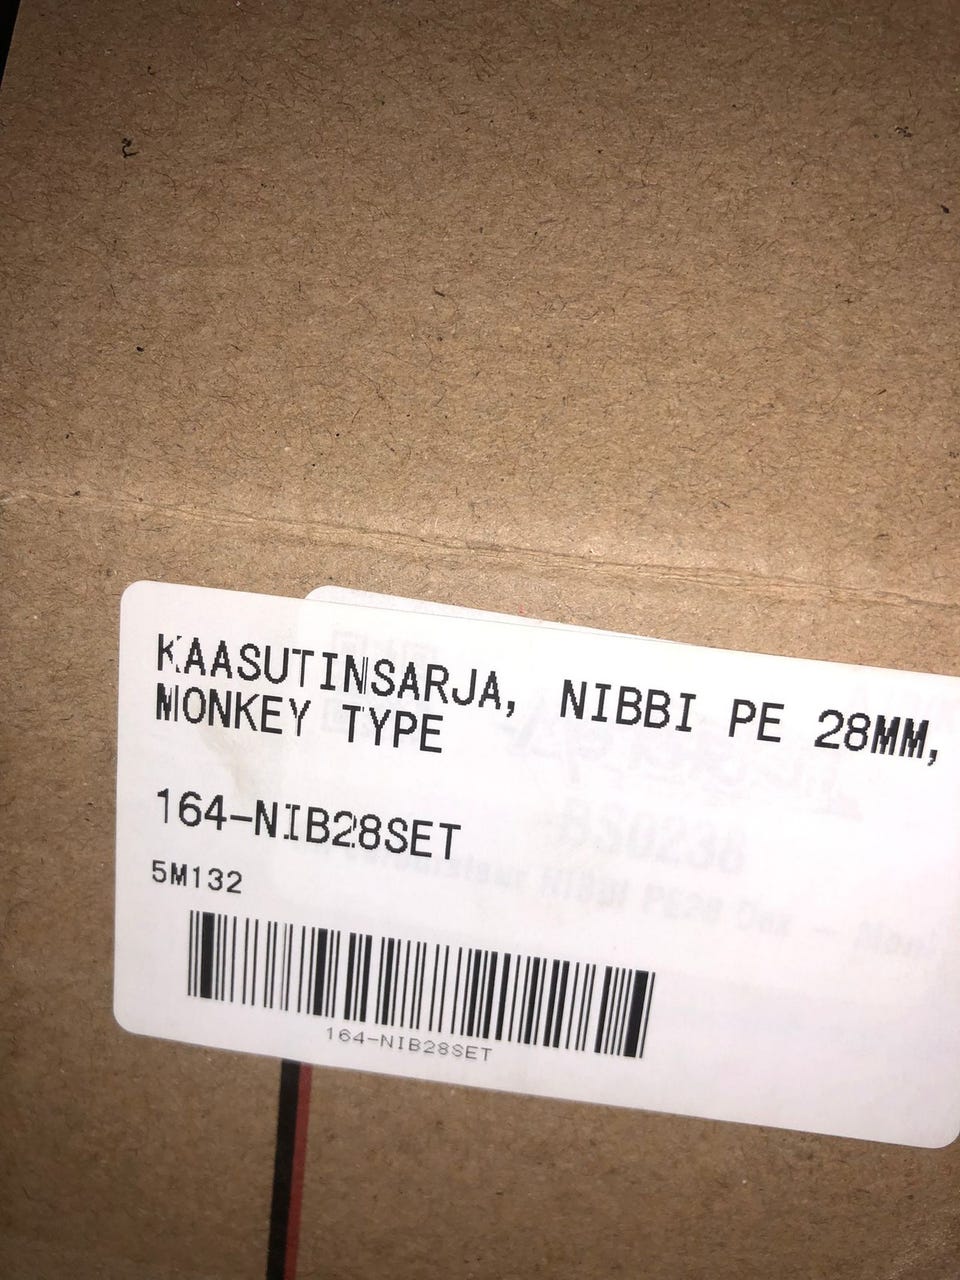 KAASUTINSARJA, NIBBI PE 28MM,
MONKEY TYPE
164-NIB28SET
5M132
164-NIB28SET